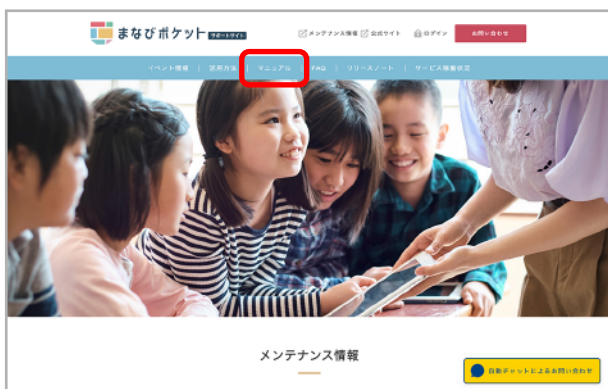 まなびポケット サポートサイト
メンテナンス情報 公式サイト ログイン お問い合わせ
イベント情報 | 活用方法 | マニュアル | FAQ | リリースノート | サービス稼働状況
メンテナンス情報
自動チャットによるお問い合わせ